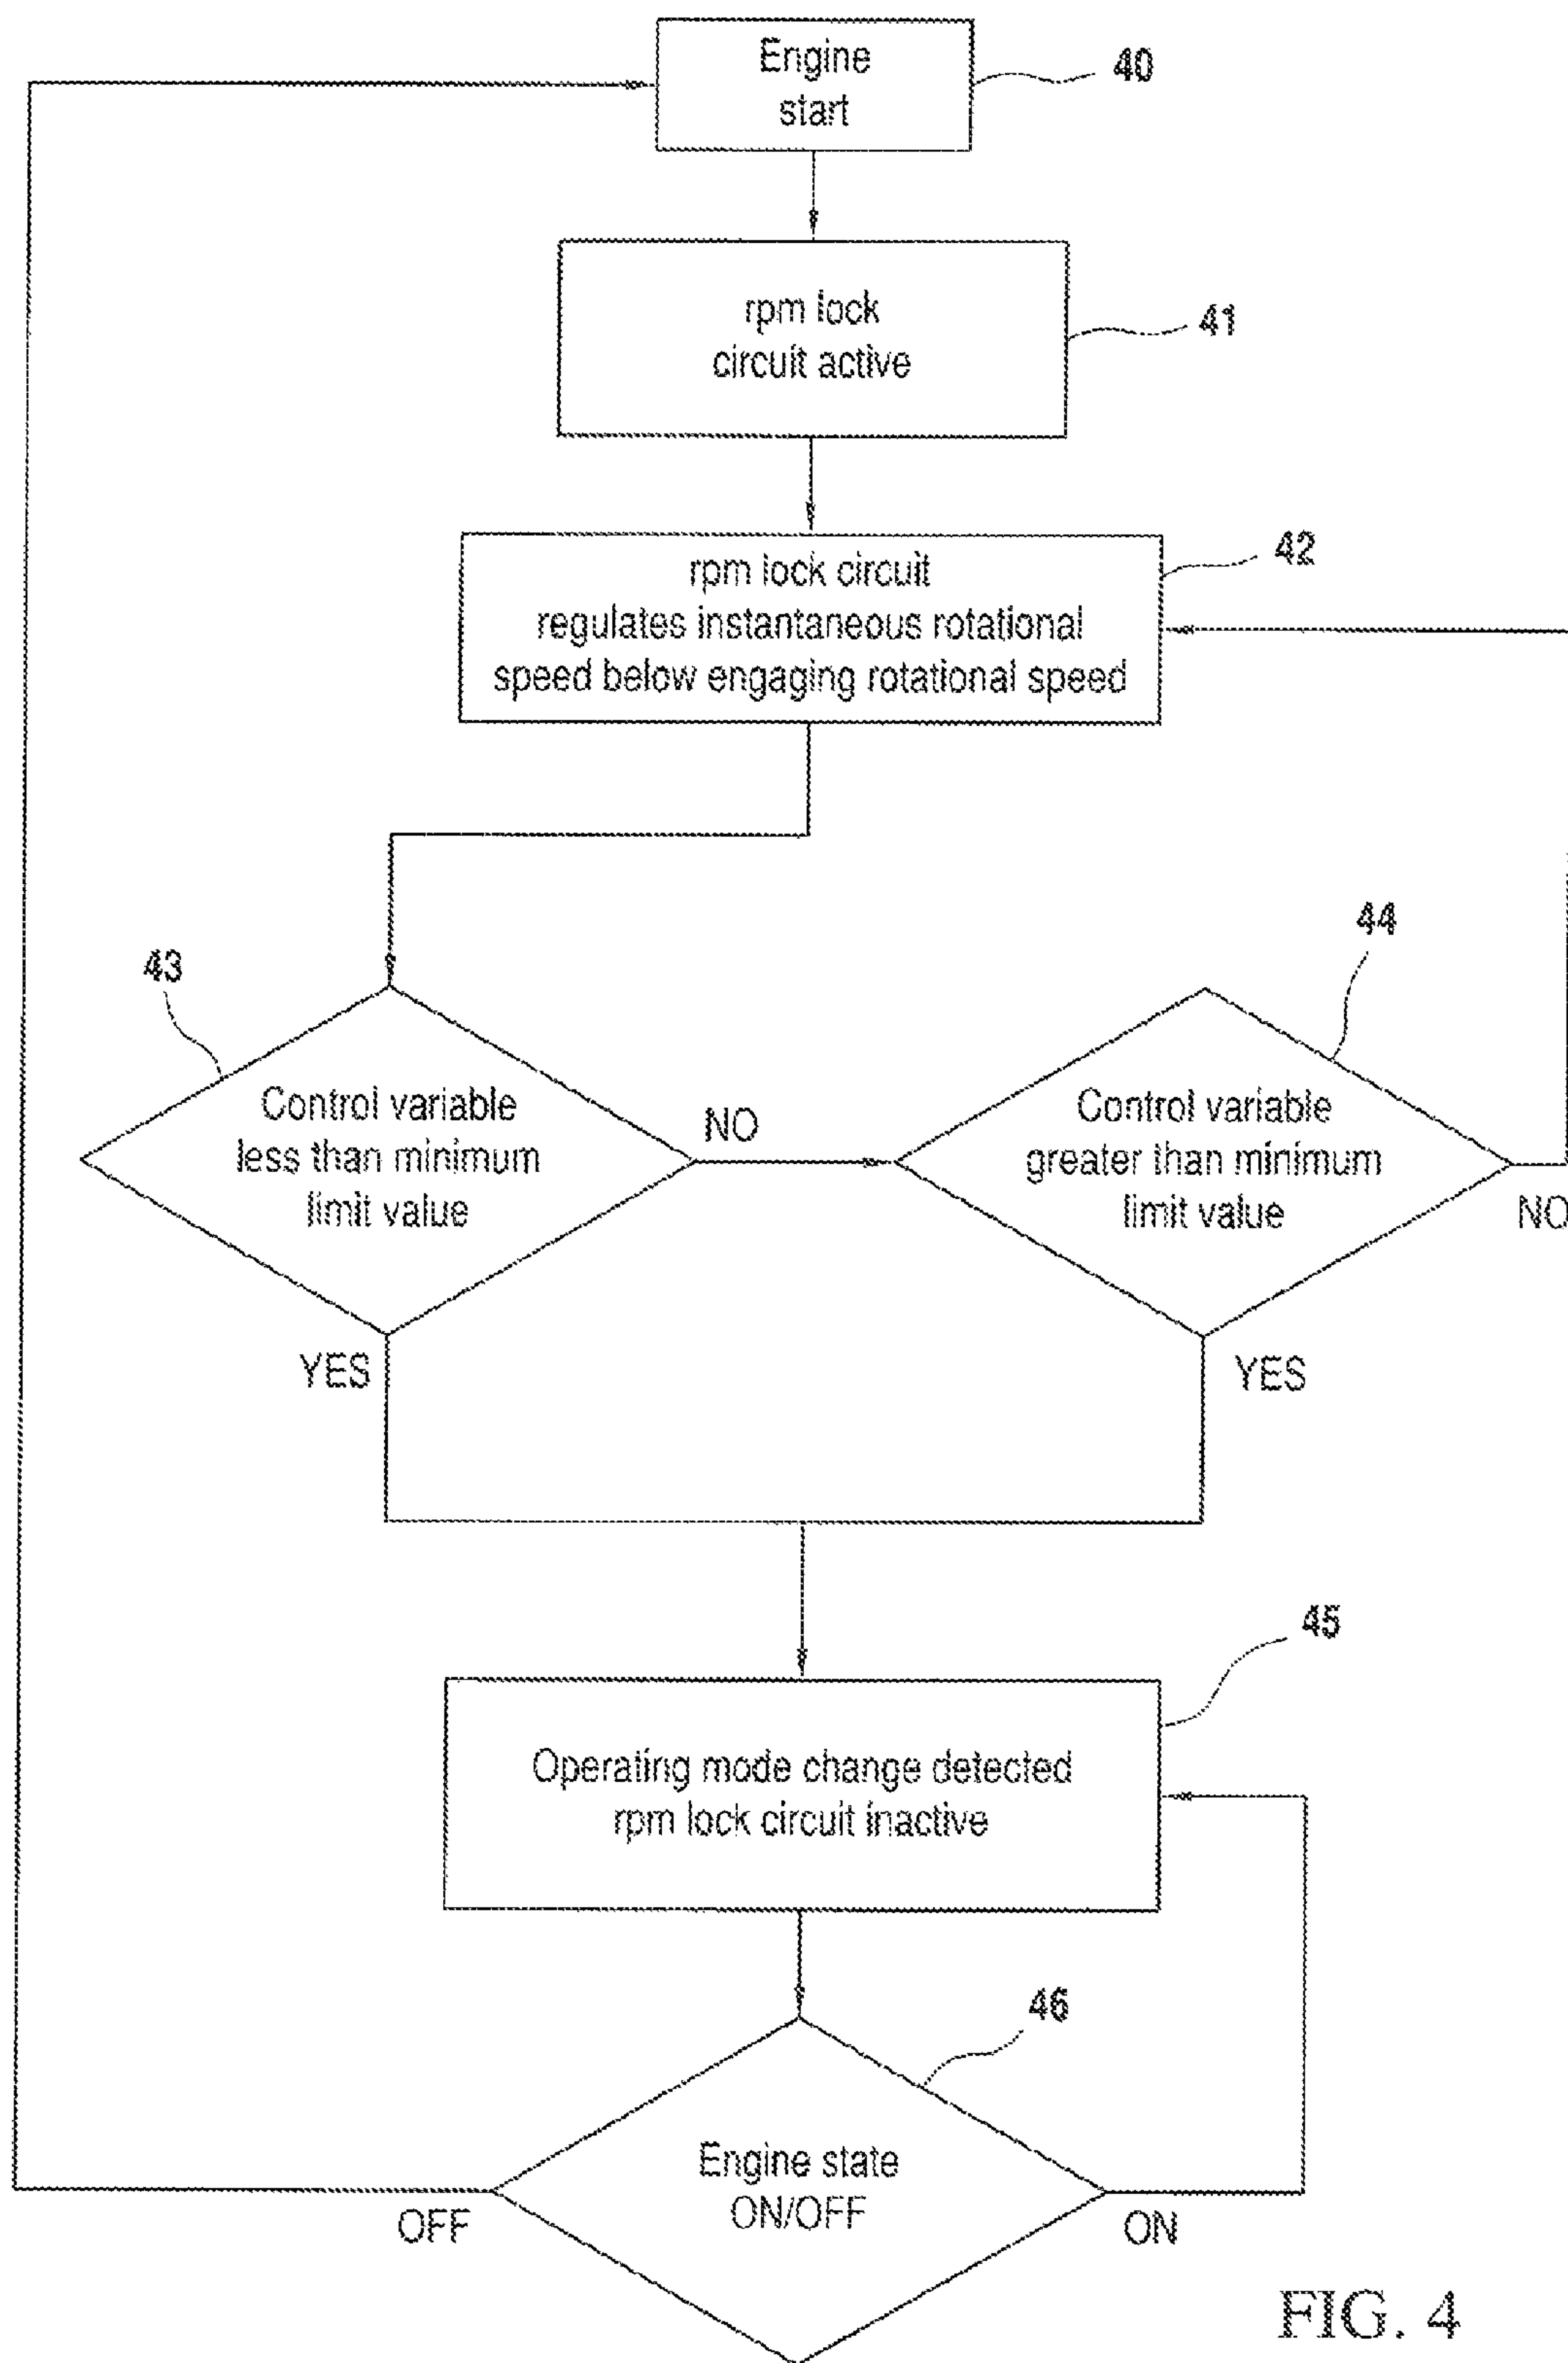 Engine
start
40
rpm lock
circuit active
41
rpm lock circuit
regulates instantaneous rotational
speed below engaging rotational speed
42
43
Control variable
less than minimum
limit value
NO
YES
44
Control variable
greater than minimum
limit value
NO
YES
45
Operating mode change detected
rpm lock circuit inactive
46
Engine state
ON/OFF
OFF
ON
FIG. 4